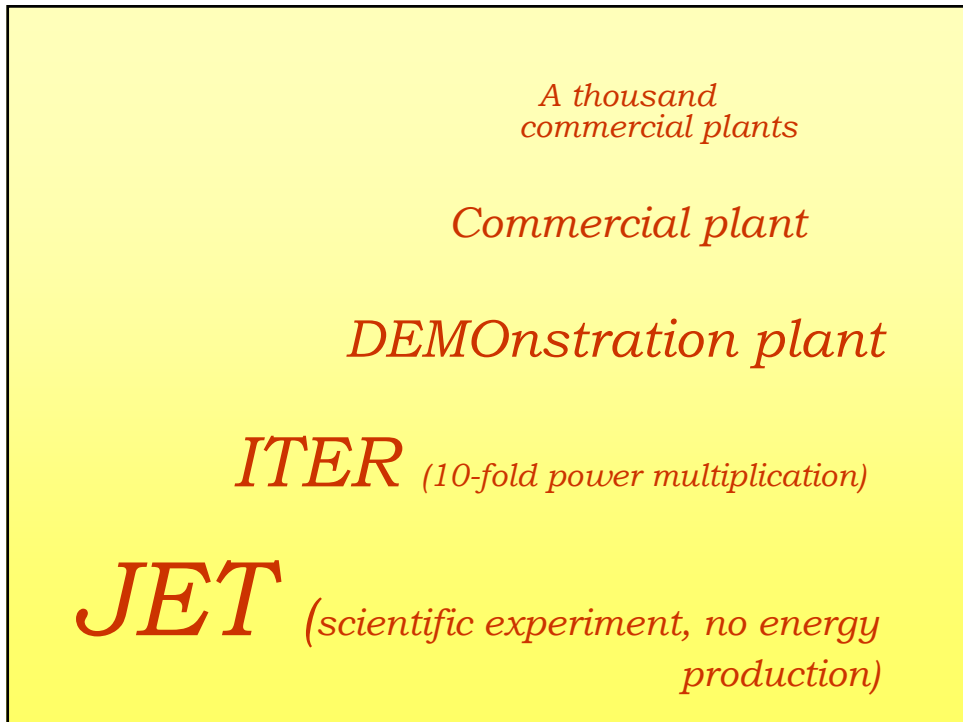 A thousand
commercial plants
Commercial plant
DEMOnstration plant
ITER (10-fold power multiplication)
JET (scientific experiment, no energy
production)